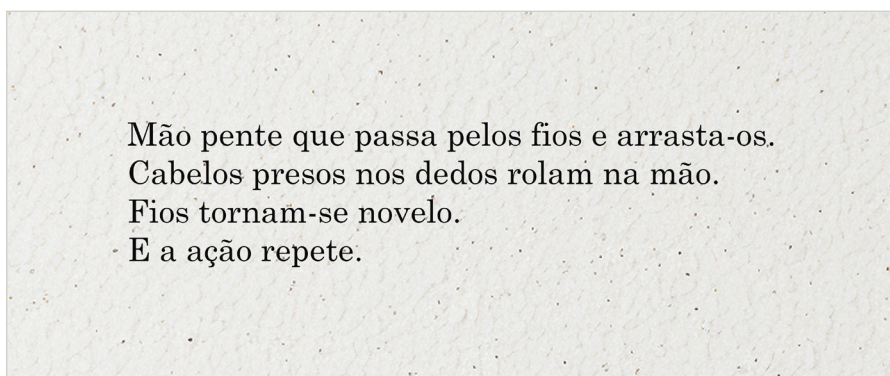 Mão pente que passa pelos fios e arrasta-os.
Cabelos presos nos dedos rolam na mão.
Fios tornam-se novelo.
E a ação repete.